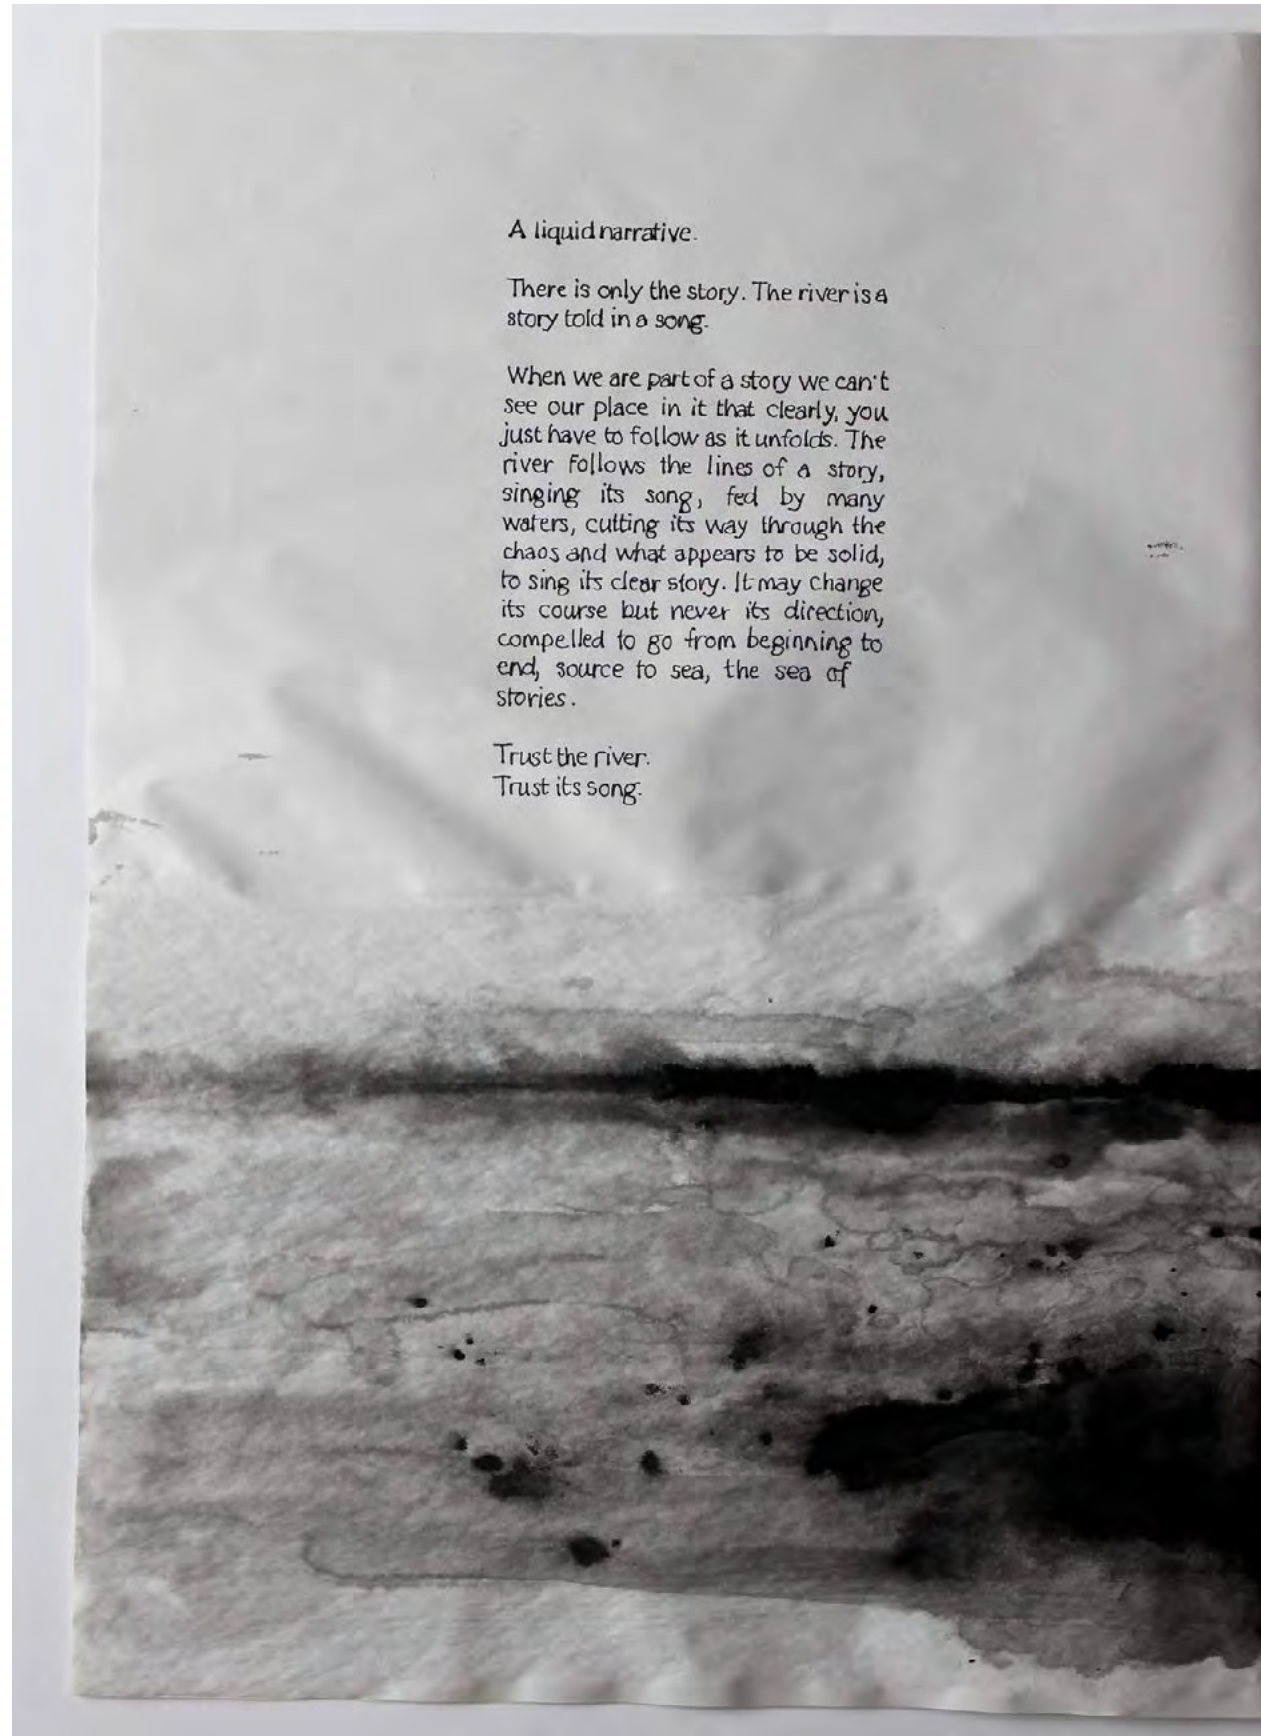 A liquid narrative.
There is only the story. The river is a
story told in a song.
When we are part of a story we can't
see our place in it that clearly, you
just have to follow as it unfolds. The
river follows the lines of a story,
singing its song, fed by many
waters, cutting its way through the
chaos and what appears to be solid,
to sing its clear story. It may change
its course but never its direction,
compelled to go from beginning to
end, source to sea, the sea of
stories.
Trust the river.
Trust its song.